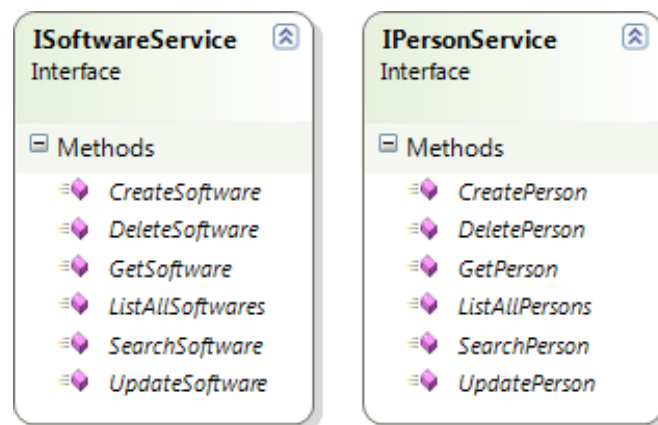 ISoftwareService
Interface
Methods
CreateSoftware
DeleteSoftware
GetSoftware
ListAllSoftwares
SearchSoftware
UpdateSoftware
IPersonService
Interface
Methods
CreatePerson
DeletePerson
GetPerson
ListAllPersons
SearchPerson
UpdatePerson